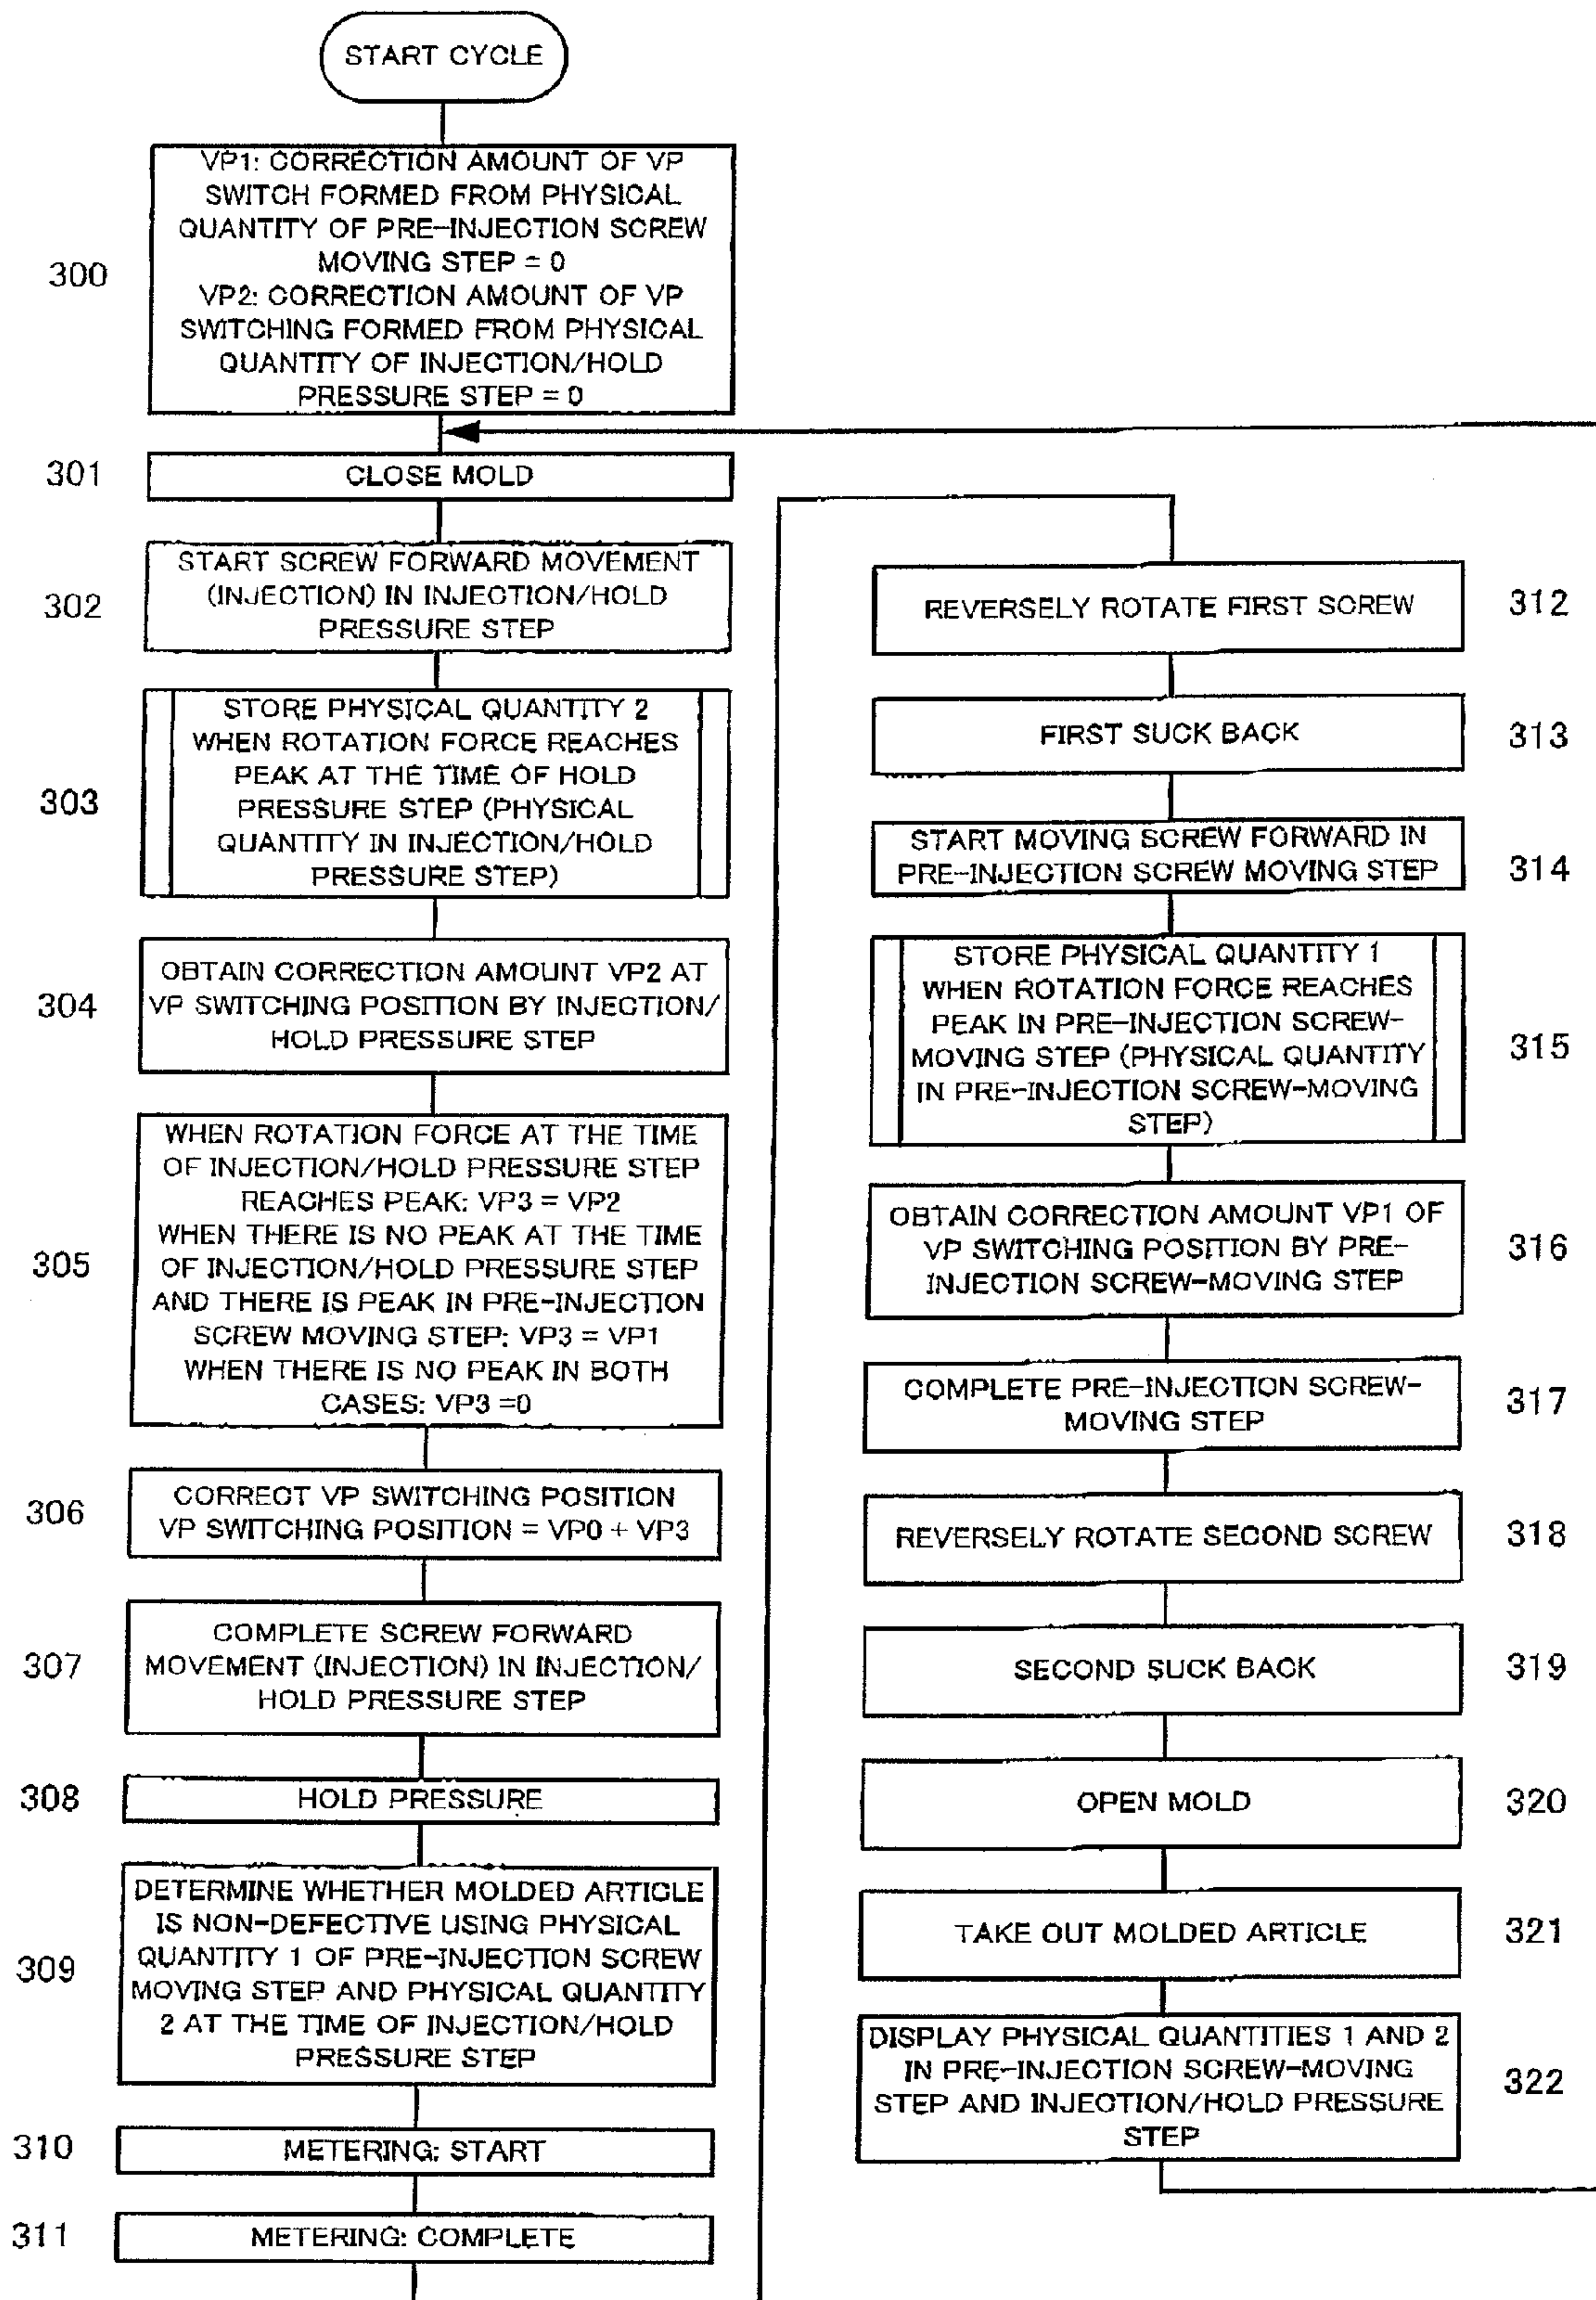 START CYCLE
300
VP1: CORRECTION AMOUNT OF VP
SWITCH FORMED FROM PHYSICAL
QUANTITY OF PRE-INJECTION SCREW
MOVING STEP = 0
VP2: CORRECTION AMOUNT OF VP
SWITCHING FORMED FROM PHYSICAL
QUANTITY OF INJECTION/HOLD
PRESSURE STEP = 0
301
CLOSE MOLD
302
START SCREW FORWARD MOVEMENT
(INJECTION) IN INJECTION/HOLD
PRESSURE STEP
303
STORE PHYSICAL QUANTITY 2
WHEN ROTATION FORCE REACHES
PEAK AT THE TIME OF HOLD
PRESSURE STEP (PHYSICAL
QUANTITY IN INJECTION/HOLD
PRESSURE STEP)
304
OBTAIN CORRECTION AMOUNT VP2 AT
VP SWITCHING POSITION BY INJECTION/
HOLD PRESSURE STEP
305
WHEN ROTATION FORCE AT THE TIME
OF INJECTION/HOLD PRESSURE STEP
REACHES PEAK: VP3 = VP2
WHEN THERE IS NO PEAK AT THE TIME
OF INJECTION/HOLD PRESSURE STEP
AND THERE IS PEAK IN PRE-INJECTION
SCREW MOVING STEP: VP3 = VP1
WHEN THERE IS NO PEAK IN BOTH
CASES: VP3 =0
306
CORRECT VP SWITCHING POSITION
VP SWITCHING POSITION = VP0 + VP3
307
COMPLETE SCREW FORWARD
MOVEMENT (INJECTION) IN INJECTION/
HOLD PRESSURE STEP
308
HOLD PRESSURE
309
DETERMINE WHETHER MOLDED ARTICLE
IS NON-DEFECTIVE USING PHYSICAL
QUANTITY 1 OF PRE-INJECTION SCREW
MOVING STEP AND PHYSICAL QUANTITY
2 AT THE TIME OF INJECTION/HOLD
PRESSURE STEP
310
METERING: START
311
METERING: COMPLETE
REVERSELY ROTATE FIRST SCREW
312
FIRST SUCK BACK
313
START MOVING SCREW FORWARD IN
PRE-INJECTION SCREW MOVING STEP
314
STORE PHYSICAL QUANTITY 1
WHEN ROTATION FORCE REACHES
PEAK IN PRE-INJECTION SCREW-
MOVING STEP (PHYSICAL QUANTITY
IN PRE-INJECTION SCREW-MOVING
STEP)
315
OBTAIN CORRECTION AMOUNT VP1 OF
VP SWITCHING POSITION BY PRE-
INJECTION SCREW-MOVING STEP
316
COMPLETE PRE-INJECTION SCREW-
MOVING STEP
317
REVERSELY ROTATE SECOND SCREW
318
SECOND SUCK BACK
319
OPEN MOLD
320
TAKE OUT MOLDED ARTICLE
321
DISPLAY PHYSICAL QUANTITIES 1 AND 2
IN PRE-INJECTION SCREW-MOVING
STEP AND INJECTION/HOLD PRESSURE
STEP
322